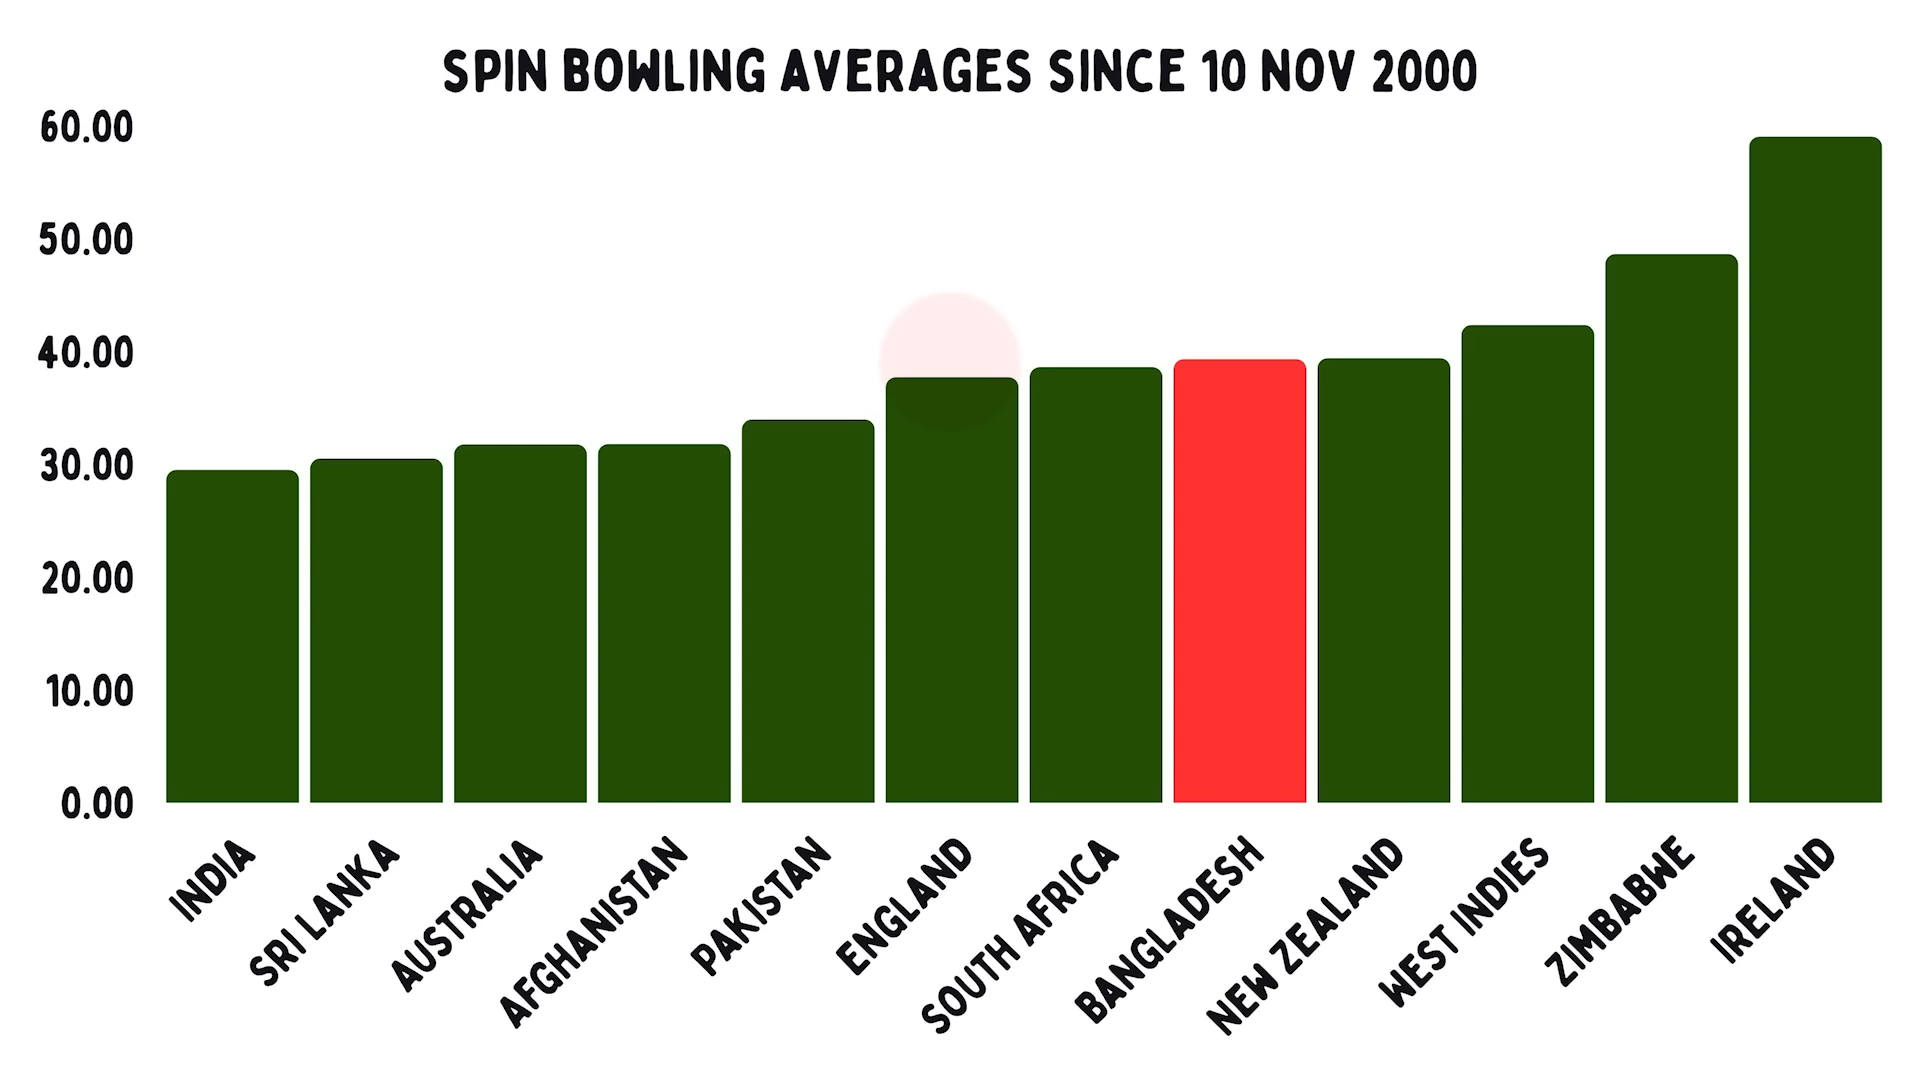 SPIN BOWLING AVERAGES SINCE 10 NOV 2000
60.00
50.00
40.00
30.00
20.00
10.00
0.00
INDIA
SRI LANKA
AUSTRALIA
AFGHANISTAN
PAKISTAN
ENGLAND
SOUTH AFRICA
BANGLADESH
NEW ZEALAND
WEST INDIES
ZIMBABWE
IRELAND